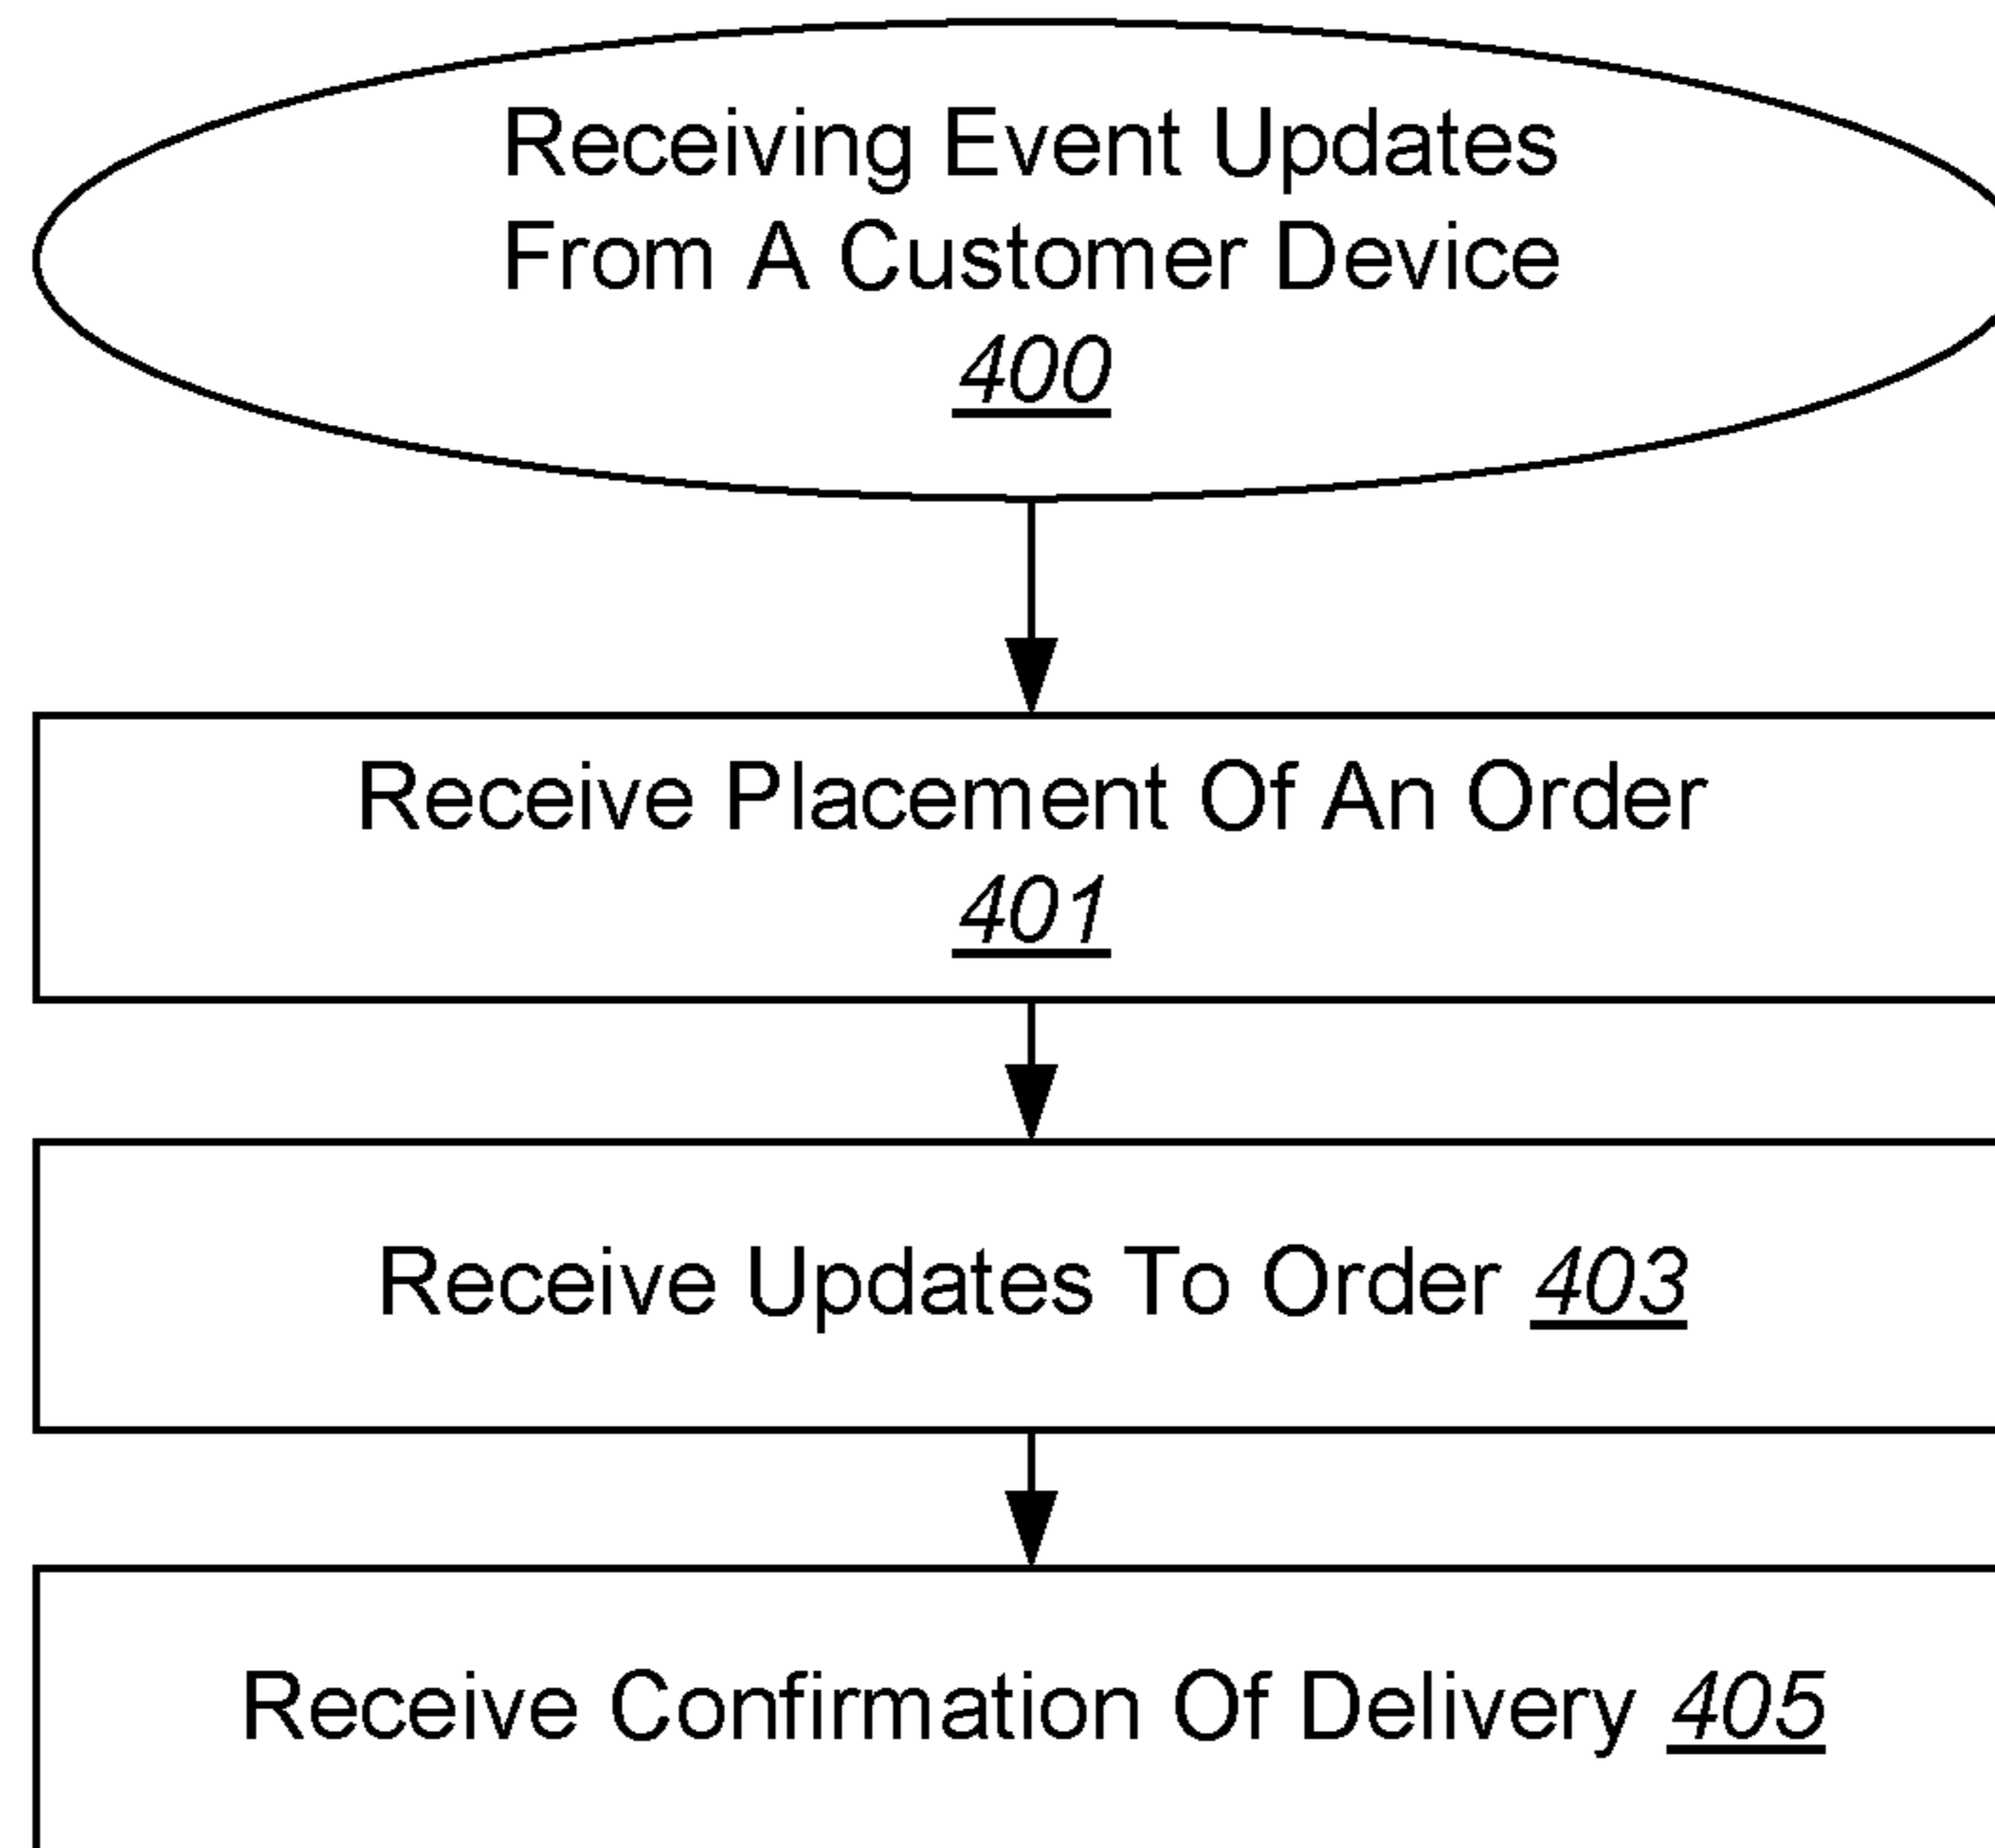 Receiving Event Updates
From A Customer Device
400
Receive Placement Of An Order
401
Receive Updates To Order 403
Receive Confirmation Of Delivery 405